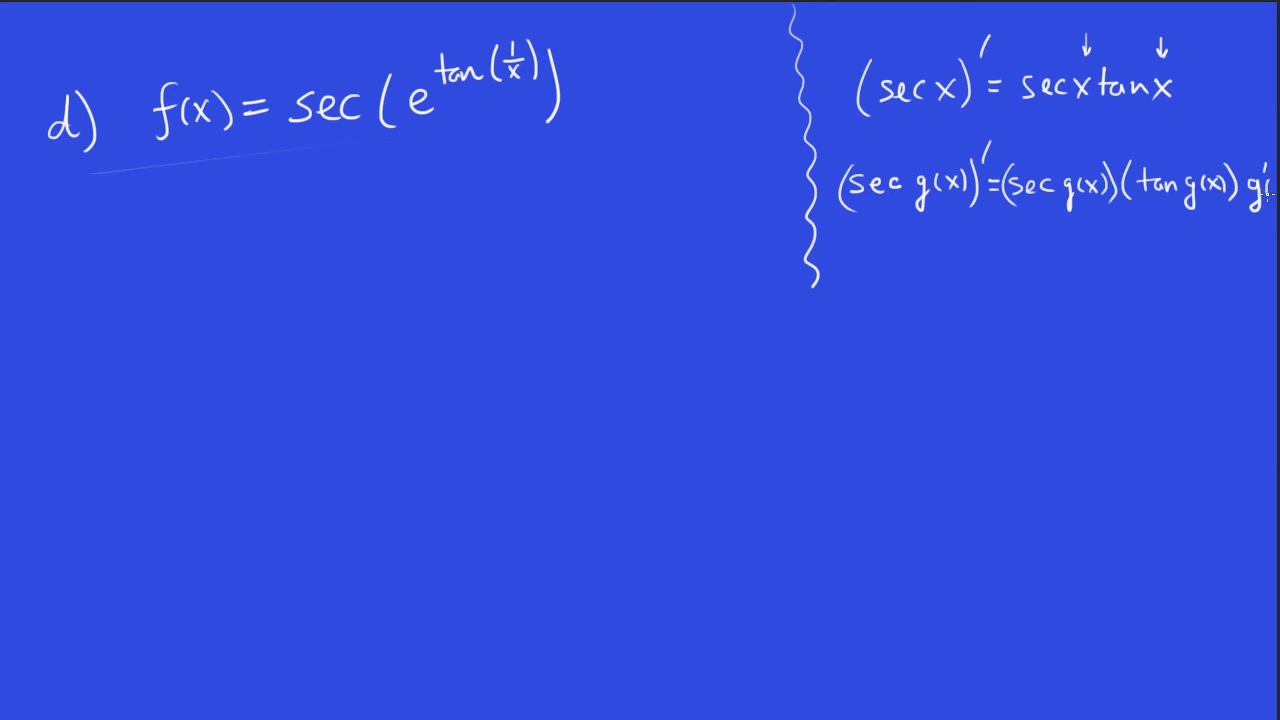 d) f(x) = sec(e^tan(1/x))
(sec x)' = sec x tan x
(sec g(x))' = (sec g(x))(tan g(x)) g'(